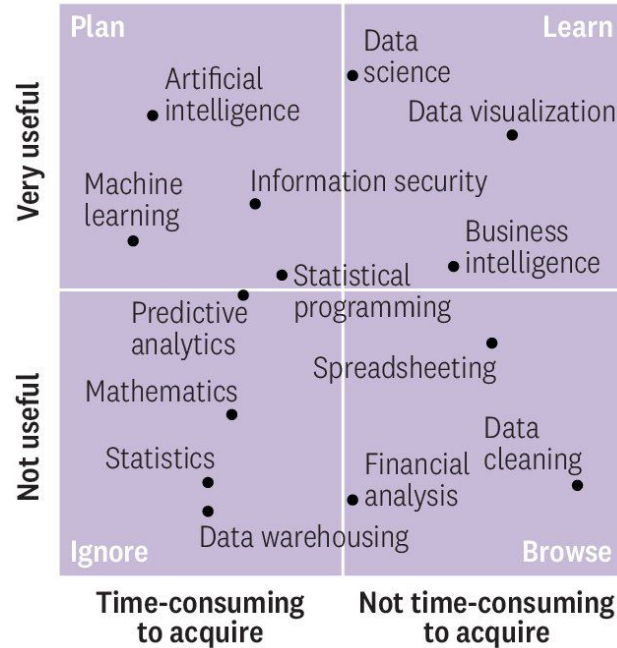 Plan
Learn
Data
science
Artificial
intelligence
Data visualization
Machine
learning
Information security
Business
intelligence
Statistical
programming
Very useful
Predictive
analytics
Spreadsheeting
Mathematics
Statistics
Data
cleaning
Financial
analysis
Data warehousing
Not useful
Ignore
Browse
Time-consuming
to acquire
Not time-consuming
to acquire